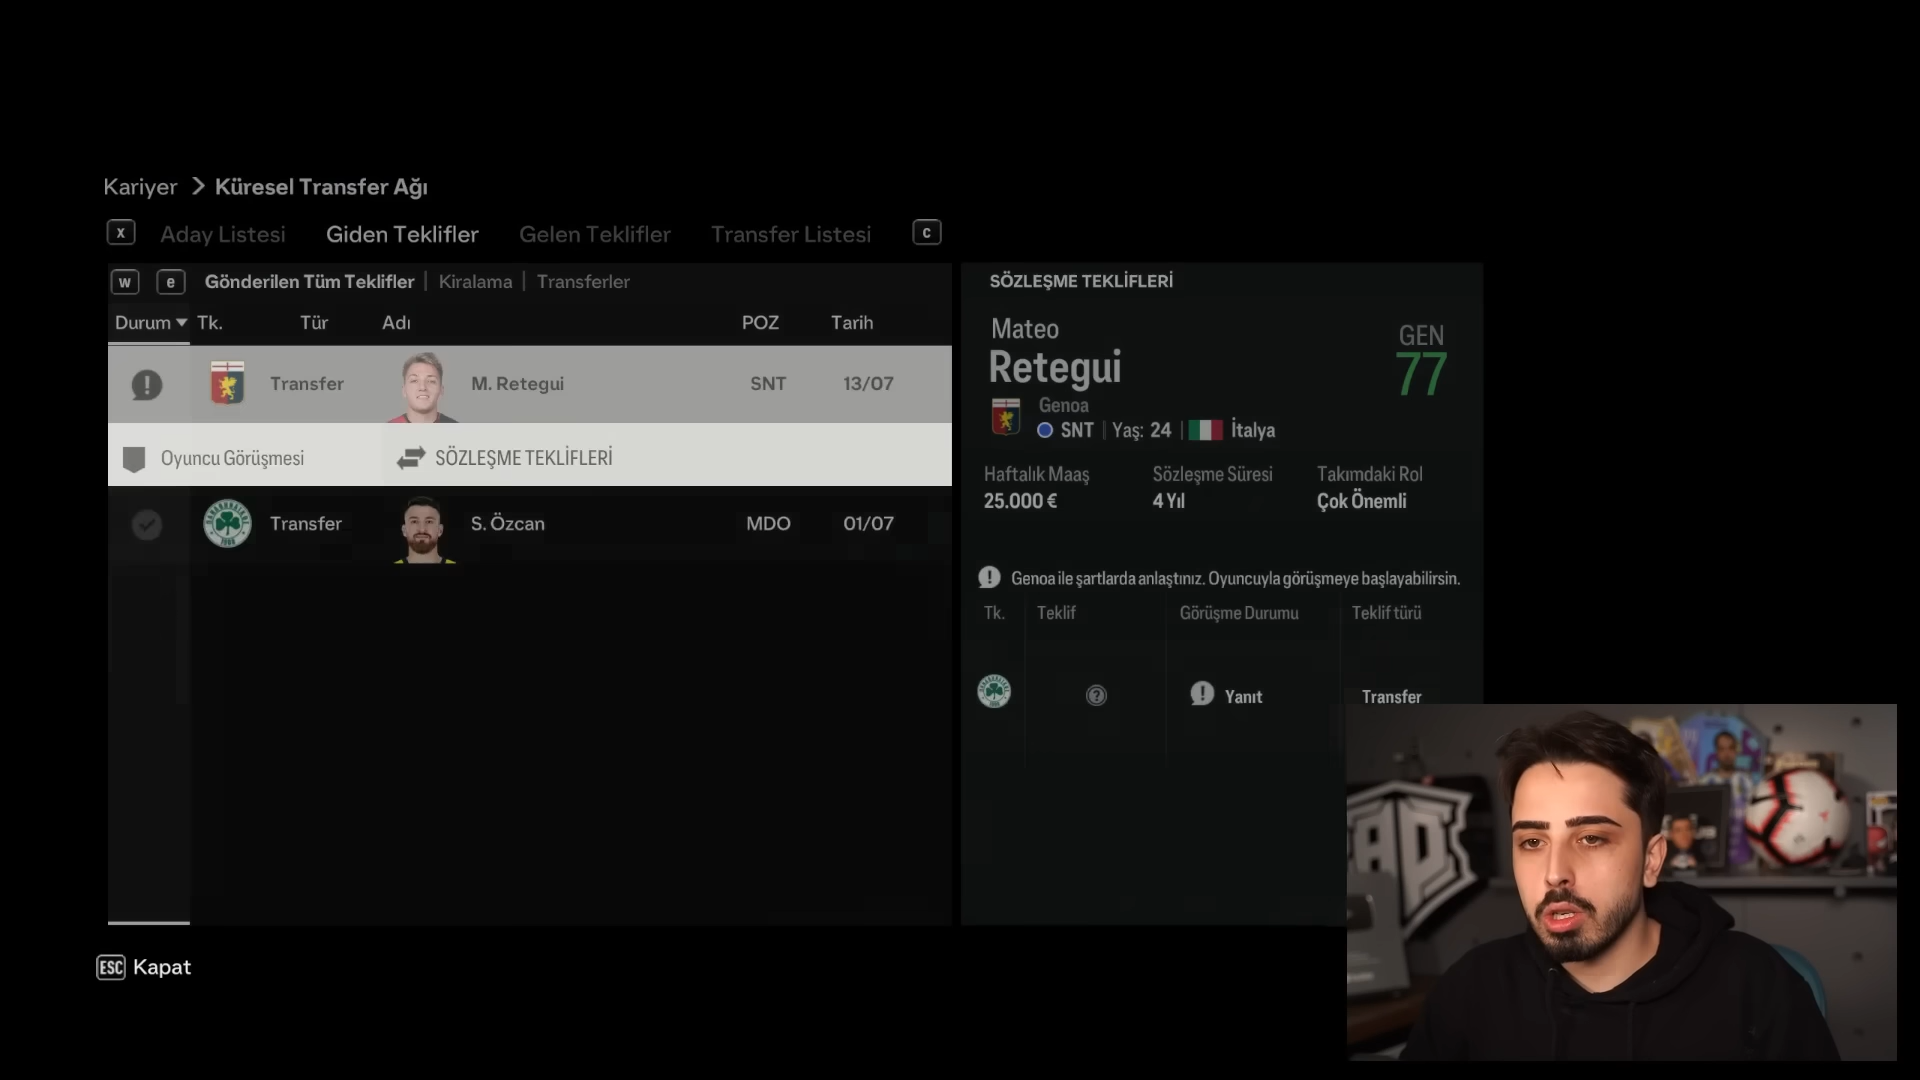 Kariyer > Küresel Transfer Ağı
x Aday Listesi Giden Teklifler Gelen Teklifler Transfer Listesi c
w e Gönderilen Tüm Teklifler | Kiralama | Transferler
Durum Tk. Tür Adı POZ Tarih
Transfer M. Retegui SNT 13/07
Oyuncu Görüşmesi SÖZLEŞME TEKLİFLERİ
Transfer S. Özcan MDO 01/07
SÖZLEŞME TEKLİFLERİ
Mateo
Retegui
GEN
77
Genoa
SNT | Yaş: 24 | İtalya
Haftalık Maaş Sözleşme Süresi Takımdaki Rol
25.000 € 4 Yıl Çok Önemli
Genoa ile şartlarda anlaştınız. Oyuncuyla görüşmeye başlayabilirsin.
Tk. Teklif Görüşme Durumu Teklif türü
Yanıt Transfer
ESC Kapat